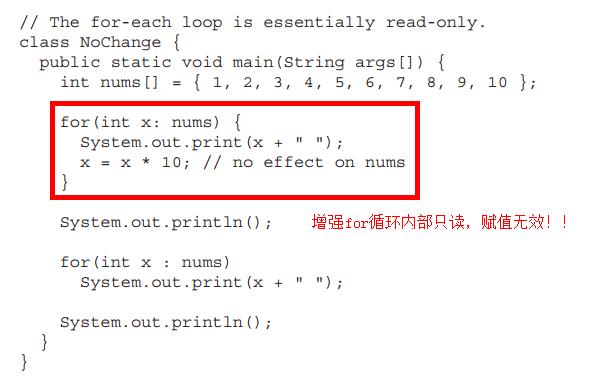 // The for-each loop is essentially read-only.
class NoChange {
  public static void main(String args[]) {
    int nums[] = { 1, 2, 3, 4, 5, 6, 7, 8, 9, 10 };
    for(int x: nums) {
      System.out.print(x + " ");
      x = x * 10; // no effect on nums
    }
    System.out.println();  增强for循环内部只读，赋值无效！！
    for(int x : nums)
      System.out.print(x + " ");
    System.out.println();
  }
}